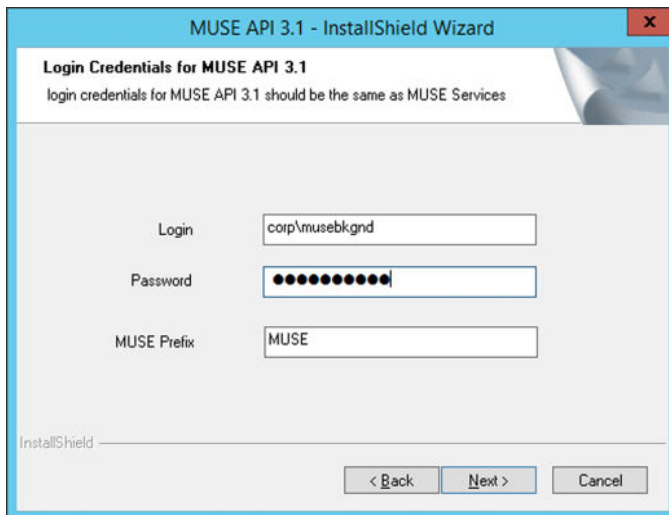 MUSE API 3.1 - InstallShield Wizard
x
Login Credentials for MUSE API 3.1
login credentials for MUSE API 3.1 should be the same as MUSE Services
Login corp\musebkgnd
Password ●●●●●●●●●●
MUSE Prefix MUSE
InstallShield
< Back Next > Cancel